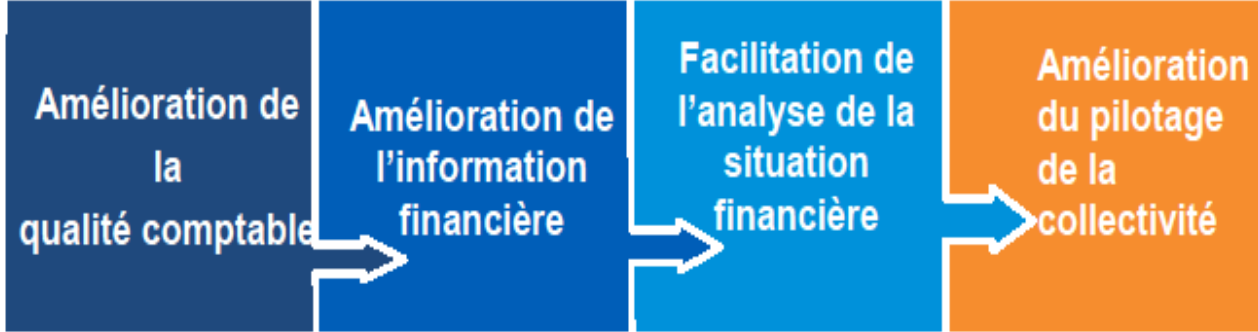 Amélioration de
la
qualité comptable
Amélioration de
l’information
financière
Facilitation de
l’analyse de la
situation
financière
Amélioration
du pilotage
de la
collectivité